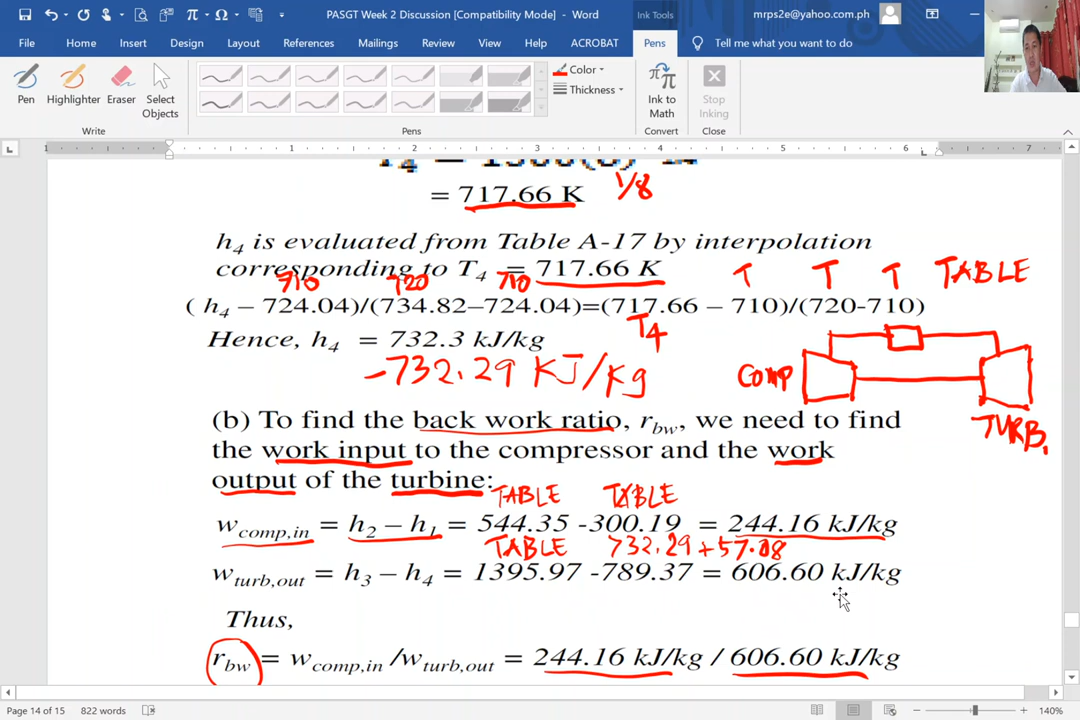 PASGT Week 2 Discussion [Compatibility Mode] - Word
Ink Tools
mrps2e@yahoo.com.ph
File Home Insert Design Layout References Mailings Review View Help ACROBAT Pens Tell me what you want to do
Pen
Highlighter
Eraser
Select Objects
Color
Thickness
Ink to Math
Stop Inking
Write
Pens
Convert
Close
1 1 2 3 4 5 6 7
= 717.66 K 1/8
h4 is evaluated from Table A-17 by interpolation
corresponding to T4 = 717.66 K
710 720 710 T T T TABLE
( h4 – 724.04)/(734.82–724.04)=(717.66 – 710)/(720-710)
T4
Hence, h4 = 732.3 kJ/kg
-732.29 KJ/kg
Comp
TURB.
(b) To find the back work ratio, rbw, we need to find
the work input to the compressor and the work
output of the turbine:
TABLE TABLE
wcomp,in = h2 – h1 = 544.35 -300.19 = 244.16 kJ/kg
TABLE 732.29+57.08
wturb,out = h3 – h4 = 1395.97 -789.37 = 606.60 kJ/kg
Thus,
rbw = wcomp,in /wturb,out = 244.16 kJ/kg / 606.60 kJ/kg
Page 14 of 15 822 words
140%